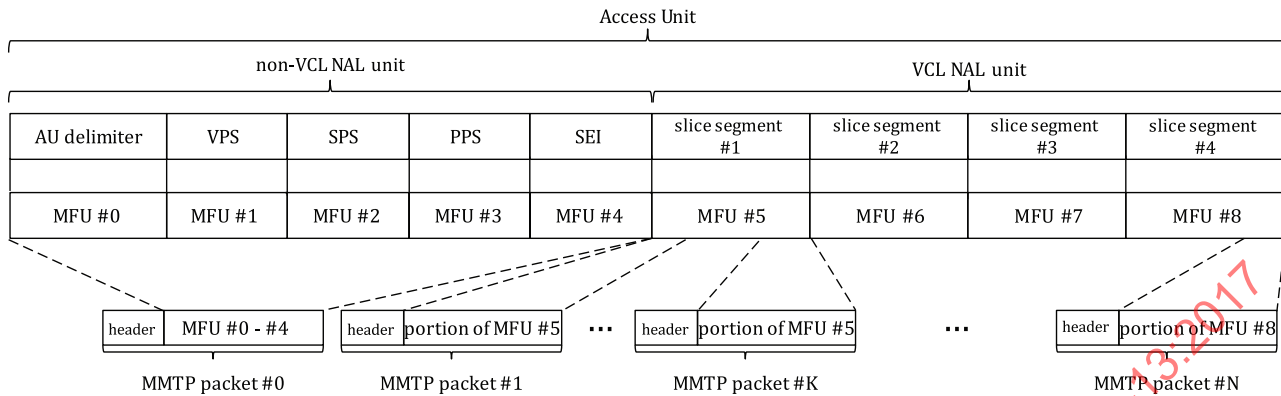 Access Unit
non-VCL NAL unit
VCL NAL unit
AU delimiter VPS SPS PPS SEI slice segment #1 slice segment #2 slice segment #3 slice segment #4
MFU #0 MFU #1 MFU #2 MFU #3 MFU #4 MFU #5 MFU #6 MFU #7 MFU #8
header MFU #0 - #4 header portion of MFU #5 ... header portion of MFU #5 ... header portion of MFU #8
MMTP packet #0 MMTP packet #1 MMTP packet #K MMTP packet #N
13:2017